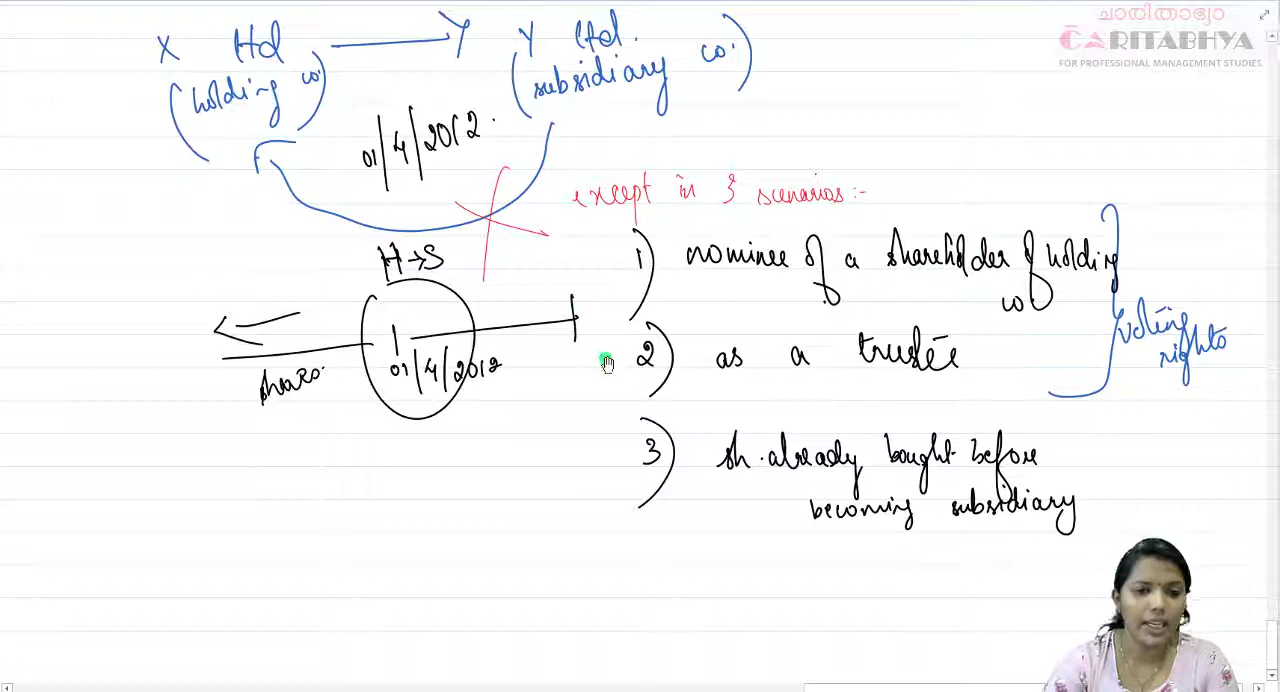 ചാരിതാഭ്യാ
CARITABHYA
FOR PROFESSIONAL MANAGEMENT STUDIES
X ltd → Y Y ltd.
(holding co.) (subsidiary co.)
01/4/2012.
except in 3 scenarios:-
H→S
1) nominee of a shareholder of holding
co
voting
rights
2) as a trustee
01/4/2012
shares.
3) sh. already bought before
becoming subsidiary